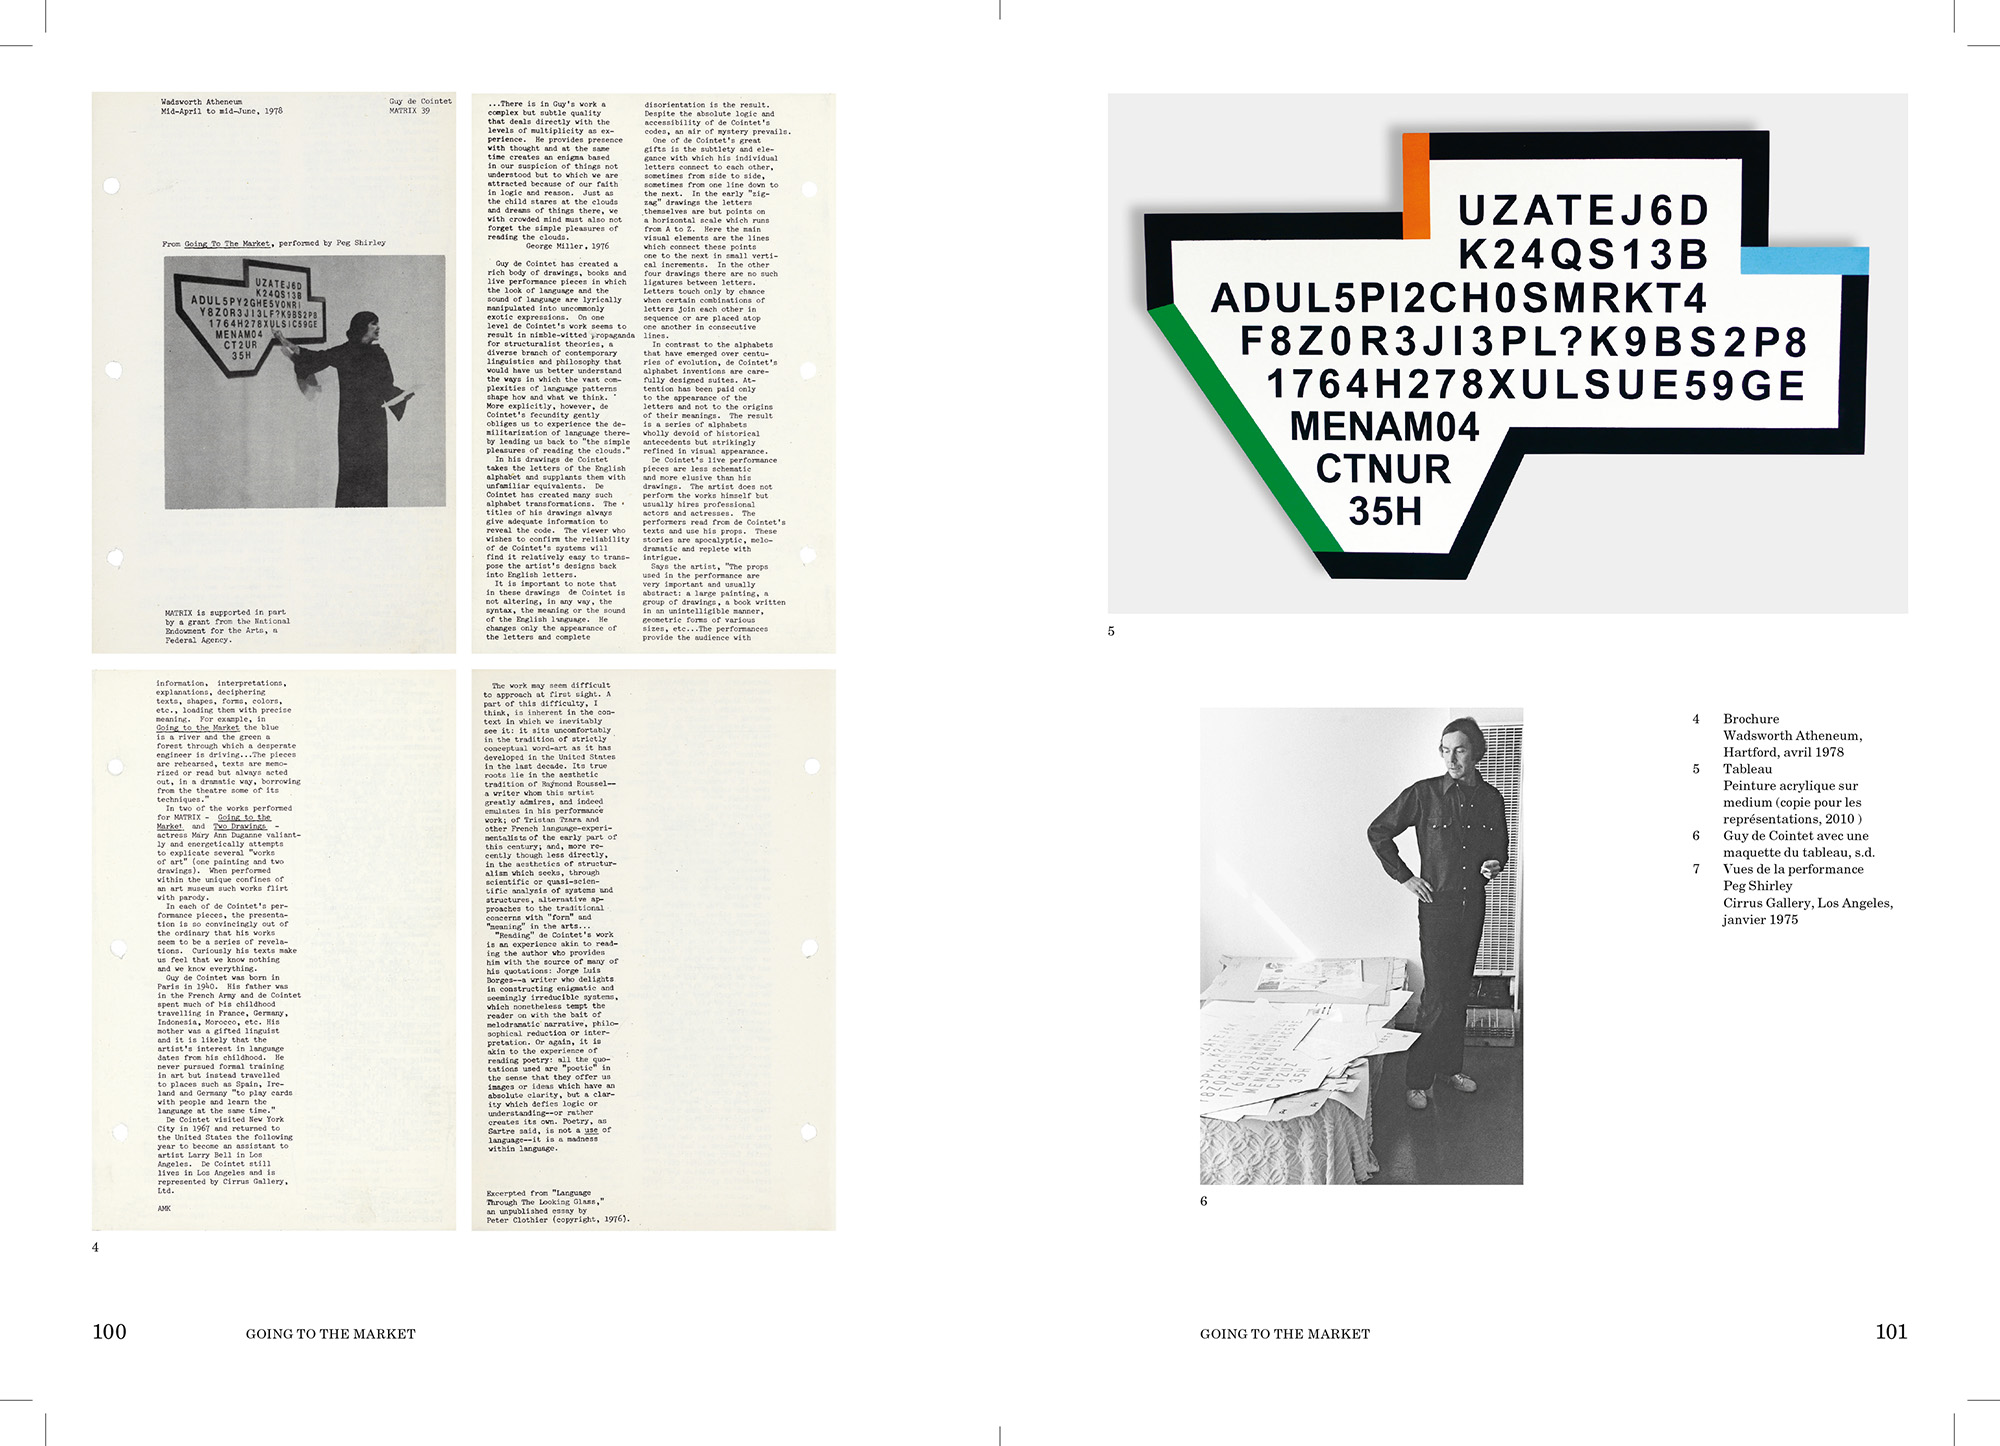 Wadsworth Atheneum
Mid-April to mid-June, 1978
Guy de Cointet
MATRIX 39
From Going To The Market, performed by Peg Shirley
UZATEJ6D
K24QS13B
ADUL5PY2GHE5VONRI
Y8Z0R3J13LF?K9BS2P8
1764H278XULSIC59GE
MENAM04
CT2UR
35H
MATRIX is supported in part
by a grant from the National
Endowment for the Arts, a
Federal Agency.
...There is in Guy's work a
complex but subtle quality
that deals directly with the
levels of multiplicity as ex-
perience.  He provides presence
with thought and at the same
time creates an enigma based
in our suspicion of things not
understood but to which we are
attracted because of our faith
in logic and reason.  Just as
the child stares at the clouds
and dreams of things there, we
with crowded mind must also not
forget the simple pleasures of
reading the clouds.
George Miller, 1976
Guy de Cointet has created a
rich body of drawings, books and
live performance pieces in which
the look of language and the
sound of language are lyrically
manipulated into uncommonly
exotic expressions.  On one
level de Cointet's work seems to
result in nimble-witted propaganda
for structuralist theories, a
diverse branch of contemporary
linguistics and philosophy that
would have us better understand
the ways in which the vast com-
plexities of language patterns
shape how and what we think.
More explicitly, however, de
Cointet's fecundity gently
obliges us to experience the de-
militarization of language there-
by leading us back to "the simple
pleasures of reading the clouds."
In his drawings de Cointet
takes the letters of the English
alphabet and supplants them with
unfamiliar equivalents.  De
Cointet has created many such
alphabet transformations.  The
titles of his drawings always
give adequate information to
reveal the code.  The viewer who
wishes to confirm the reliability
of de Cointet's systems will
find it relatively easy to trans-
pose the artist's designs back
into English letters.
It is important to note that
in these drawings de Cointet is
not altering, in any way, the
syntax, the meaning or the sound
of the English language.  He
changes only the appearance of
the letters and complete
disorientation is the result.
Despite the absolute logic and
accessibility of de Cointet's
codes, an air of mystery prevails.
One of de Cointet's great
gifts is the subtlety and ele-
gance with which his individual
letters connect to each other,
sometimes from side to side,
sometimes from one line down to
the next.  In the early "zig-
zag" drawings the letters
themselves are but points on
a horizontal scale which runs
from A to Z.  Here the main
visual elements are the lines
which connect these points
one to the next in small verti-
cal increments.  In the other
four drawings there are no such
ligatures between letters.
Letters touch only by chance
when certain combinations of
letters join each other in
sequence or are placed atop
one another in consecutive
lines.
In contrast to the alphabets
that have emerged over centu-
ries of evolution, de Cointet's
alphabet inventions are care-
fully designed suites.  At-
tention has been paid only
to the appearance of the
letters and not to the origins
of their meanings.  The result
is a series of alphabets
wholly devoid of historical
antecedents but strikingly
refined in visual appearance.
De Cointet's live performance
pieces are less schematic
and more elusive than his
drawings.  The artist does not
perform the works himself but
usually hires professional
actors and actresses.  The
performers read from de Cointet's
texts and use his props.  These
stories are apocalyptic, melo-
dramatic and replete with
intrigue.
Says the artist, "The props
used in the performance are
very important and usually
abstract: a large painting, a
group of drawings, a book written
in an unintelligible manner,
geometric forms of various
sizes, etc...The performances
provide the audience with
information, interpretations,
explanations, deciphering
texts, shapes, forms, colors,
etc., loading them with precise
meaning.  For example, in
Going to the Market the blue
is a river and the green a
forest through which a desperate
engineer is driving...The pieces
are rehearsed, texts are memo-
rized or read but always acted
out, in a dramatic way, borrowing
from the theatre some of its
techniques."
In two of the works performed
for MATRIX - Going to the
Market and Two Drawings -
actress Mary Ann Duganne valiant-
ly and energetically attempts
to explicate several "works
of art" (one painting and two
drawings).  When performed
within the unique confines of
an art museum such works flirt
with parody.
In each of de Cointet's per-
formance pieces, the presenta-
tion is so convincingly out of
the ordinary that his works
seem to be a series of revela-
tions.  Curiously his texts make
us feel that we know nothing
and we know everything.
Guy de Cointet was born in
Paris in 1940.  His father was
in the French Army and de Cointet
spent much of his childhood
travelling in France, Germany,
Indonesia, Morocco, etc. His
mother was a gifted linguist
and it is likely that the
artist's interest in language
dates from his childhood.  He
never pursued formal training
in art but instead travelled
to places such as Spain, Ire-
land and Germany "to play cards
with people and learn the
language at the same time."
De Cointet visited New York
City in 1967 and returned to
the United States the following
year to become an assistant to
artist Larry Bell in Los
Angeles.  De Cointet still
lives in Los Angeles and is
represented by Cirrus Gallery,
Ltd.
AMK
The work may seem difficult
to approach at first sight. A
part of this difficulty, I
think, is inherent in the con-
text in which we inevitably
see it: it sits uncomfortably
in the tradition of strictly
conceptual word-art as it has
developed in the United States
in the last decade. Its true
roots lie in the aesthetic
tradition of Raymond Roussel--
a writer whom this artist
greatly admires, and indeed
emulates in his performance
work; of Tristan Tzara and
other French language-experi-
mentalists of the early part of
this century; and, more re-
cently though less directly,
in the aesthetics of structur-
alism which seeks, through
scientific or quasi-scien-
tific analysis of systems and
structures, alternative ap-
proaches to the traditional
concerns with "form" and
"meaning" in the arts...
"Reading" de Cointet's work
is an experience akin to read-
ing the author who provides
him with the source of many of
his quotations: Jorge Luis
Borges--a writer who delights
in constructing enigmatic and
seemingly irreducible systems,
which nonetheless tempt the
reader on with the bait of
melodramatic narrative, philo-
sophical reduction or inter-
pretation. Or again, it is
akin to the experience of
reading poetry: all the quo-
tations used are "poetic" in
the sense that they offer us
images or ideas which have an
absolute clarity, but a clar-
ity which defies logic or
understanding--or rather
creates its own. Poetry, as
Sartre said, is not a use of
language--it is a madness
within language.
Excerpted from "Language
Through The Looking Glass,"
an unpublished essay by
Peter Clothier (copyright, 1976).
4
100
GOING TO THE MARKET
UZATEJ6D
K24QS13B
ADUL5PI2CH0SMRKT4
F8Z0R3JI3PL?K9BS2P8
1764H278XULSUE59GE
MENAM04
CTNUR
35H
5
6
4 Brochure
Wadsworth Atheneum,
Hartford, avril 1978
5 Tableau
Peinture acrylique sur
medium (copie pour les
représentations, 2010 )
6 Guy de Cointet avec une
maquette du tableau, s.d.
7 Vues de la performance
Peg Shirley
Cirrus Gallery, Los Angeles,
janvier 1975
GOING TO THE MARKET
101